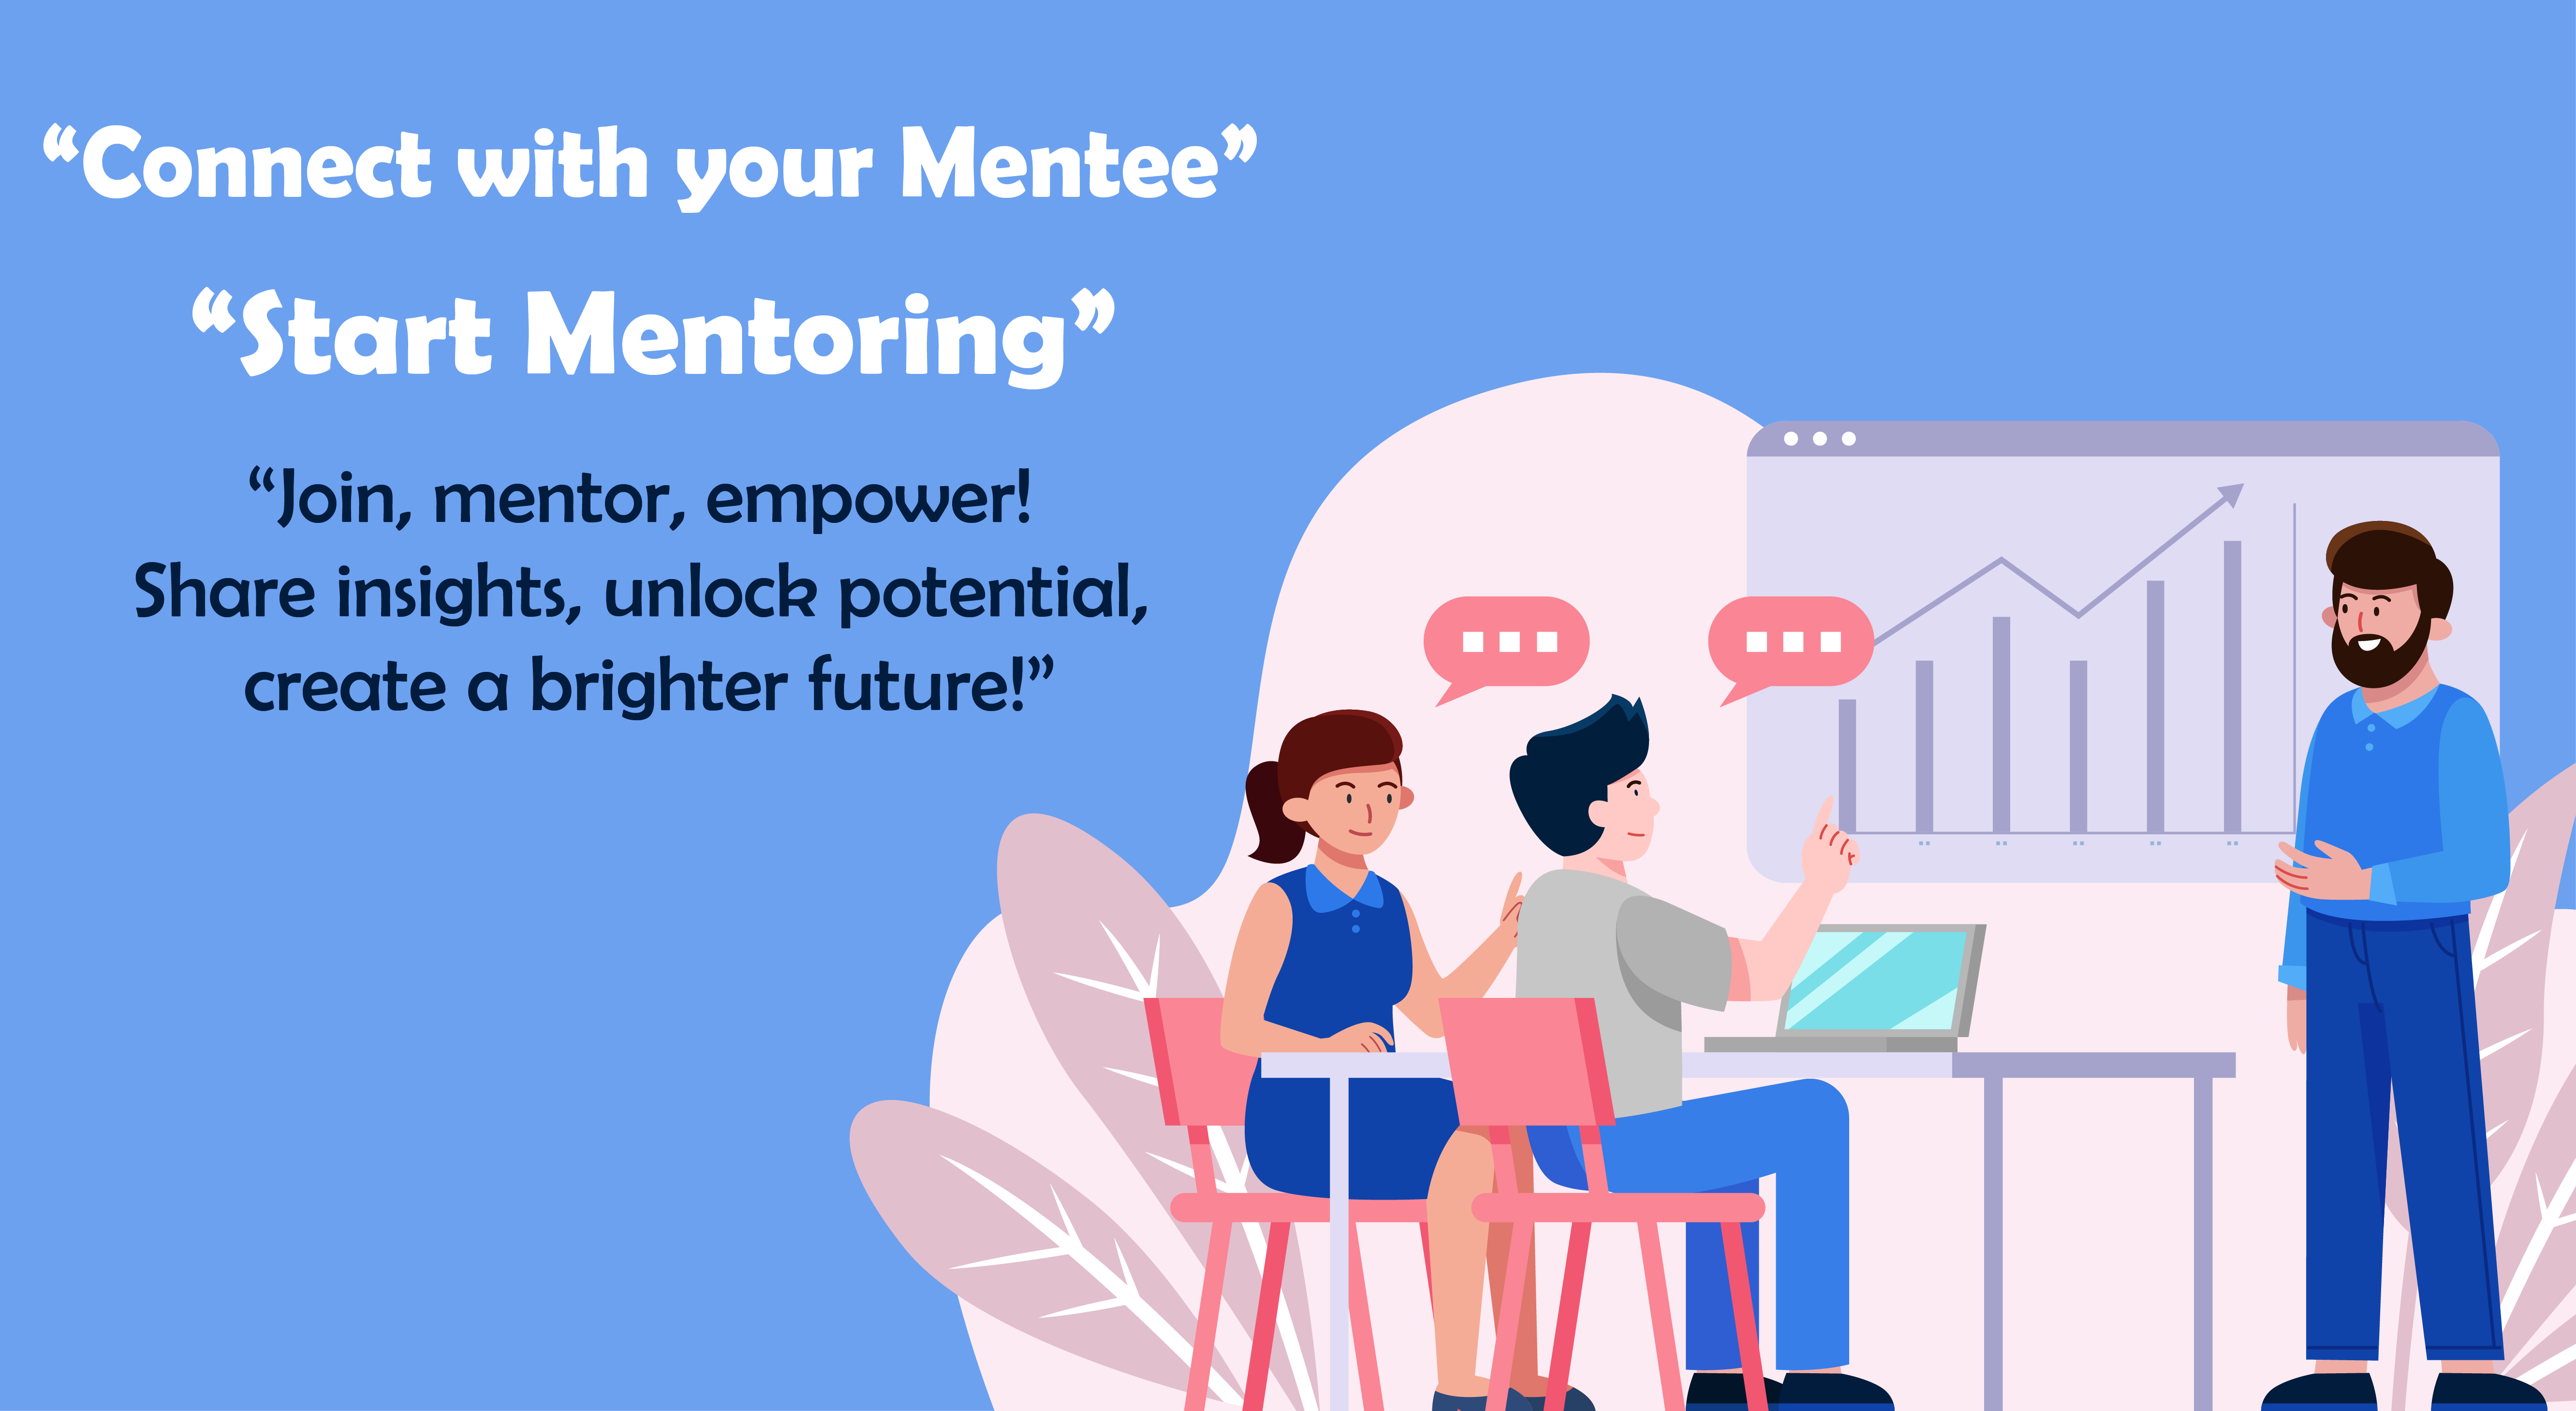 “Connect with your Mentee”
“Start Mentoring”
“Join, mentor, empower!
Share insights, unlock potential,
create a brighter future!”